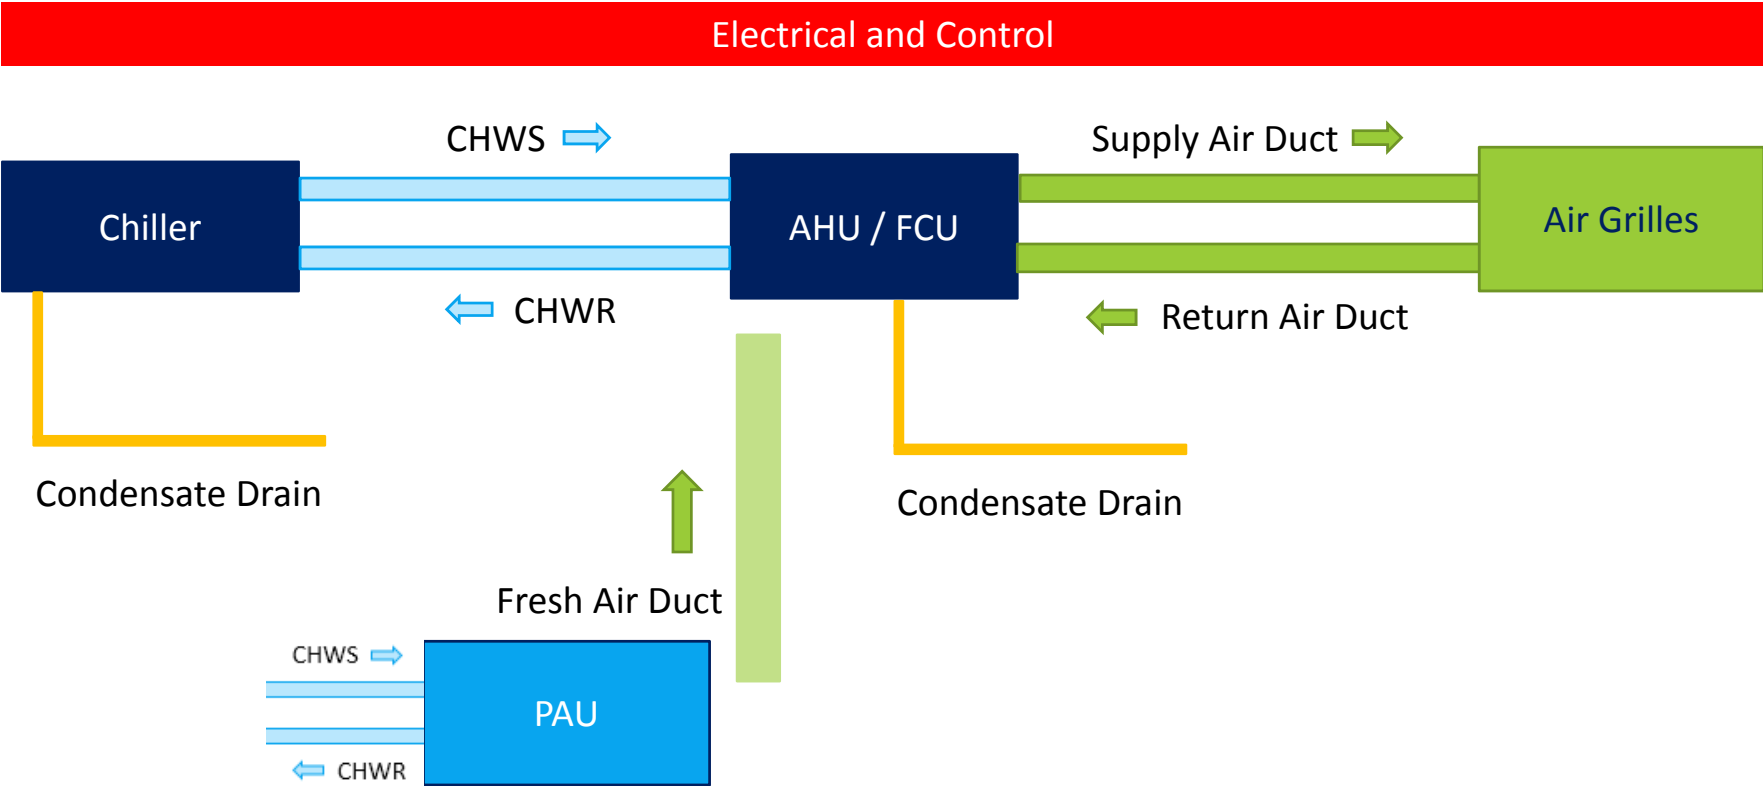 Electrical and Control
CHWS
Supply Air Duct
Chiller
AHU / FCU
Air Grilles
CHWR
Return Air Duct
Condensate Drain
Condensate Drain
Fresh Air Duct
CHWS
PAU
CHWR